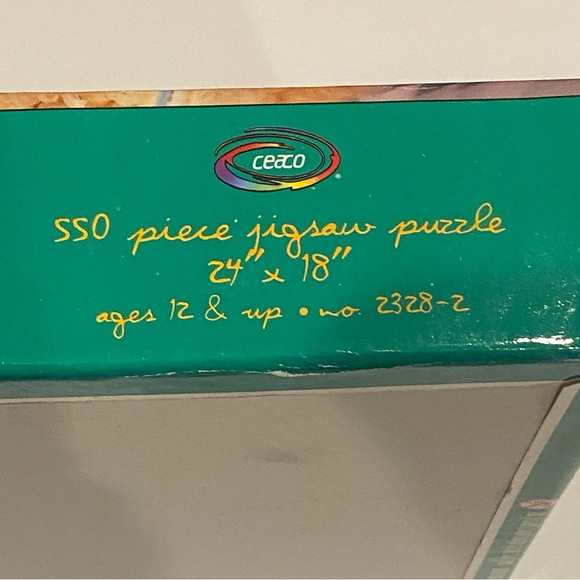 ceaco
550 piece jigsaw puzzle
24" x 18"
ages 12 & up • no. 2328-2